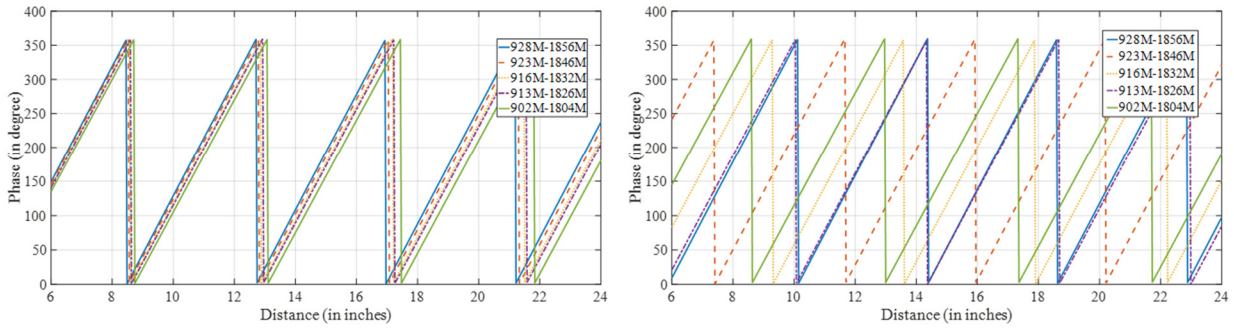 Phase (in degree)
400
350
300
250
200
150
100
50
0
6 8 10 12 14 16 18 20 22 24
Distance (in inches)
928M-1856M
923M-1846M
916M-1832M
913M-1826M
902M-1804M
Phase (in degree)
400
350
300
250
200
150
100
50
0
6 8 10 12 14 16 18 20 22 24
Distance (in inches)
928M-1856M
923M-1846M
916M-1832M
913M-1826M
902M-1804M